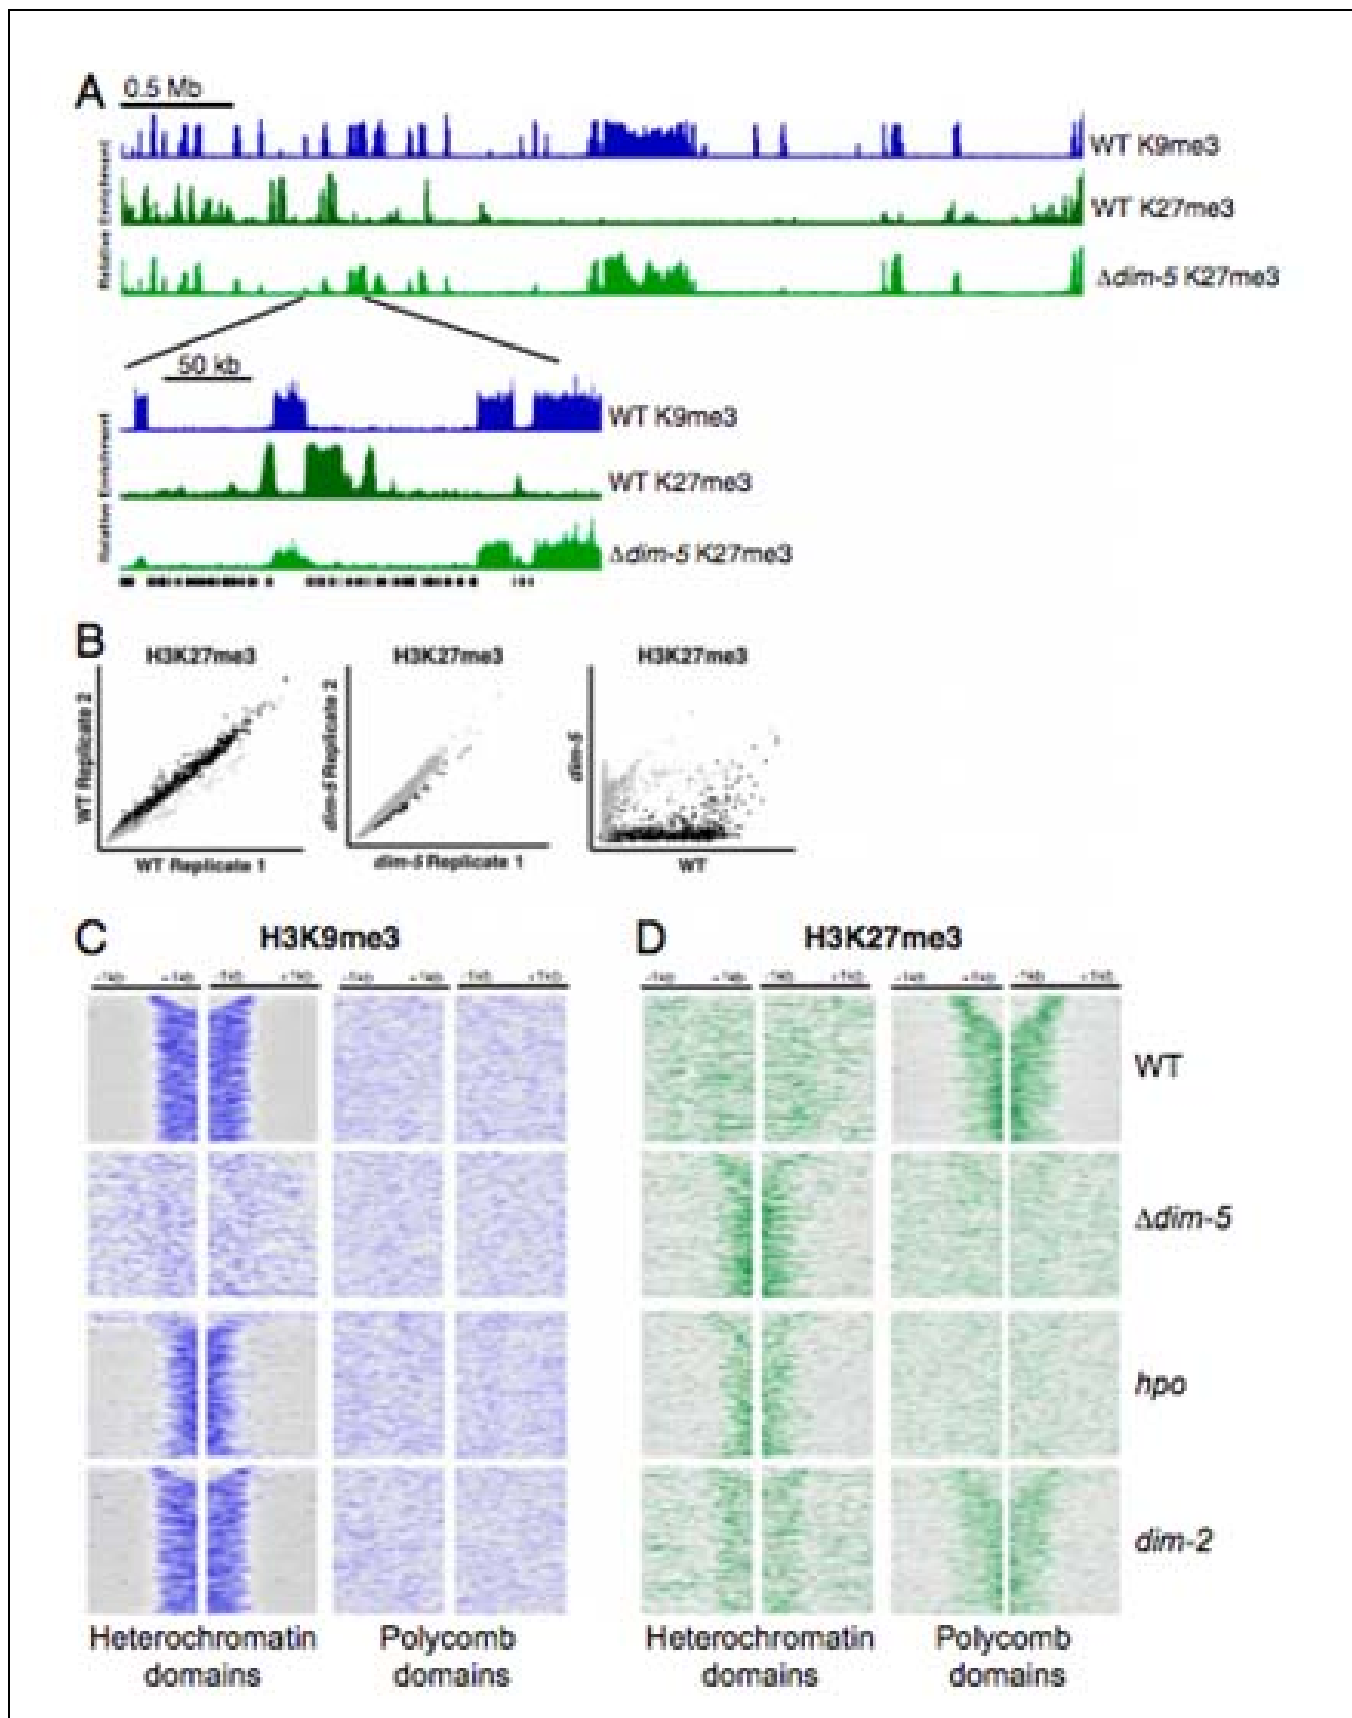 A
0.5 Mb
Relative Enrichment
WT K9me3
WT K27me3
Δdim-5 K27me3
50 kb
Relative Enrichment
WT K9me3
WT K27me3
Δdim-5 K27me3
B
H3K27me3
WT Replicate 2
WT Replicate 1
H3K27me3
dim-5 Replicate 2
dim-5 Replicate 1
H3K27me3
dim-5
WT
C
H3K9me3
D
H3K27me3
WT
Δdim-5
hpo
dim-2
Heterochromatin
domains
Polycomb
domains
Heterochromatin
domains
Polycomb
domains